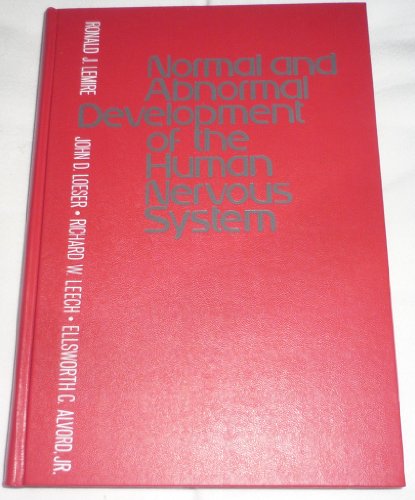 Normal and
Abnormal
Development
of the
Human
Nervous
System
RONALD J. LEMIRE
JOHN D. LOESER • RICHARD W. LEECH • ELLSWORTH C. ALVORD, JR.